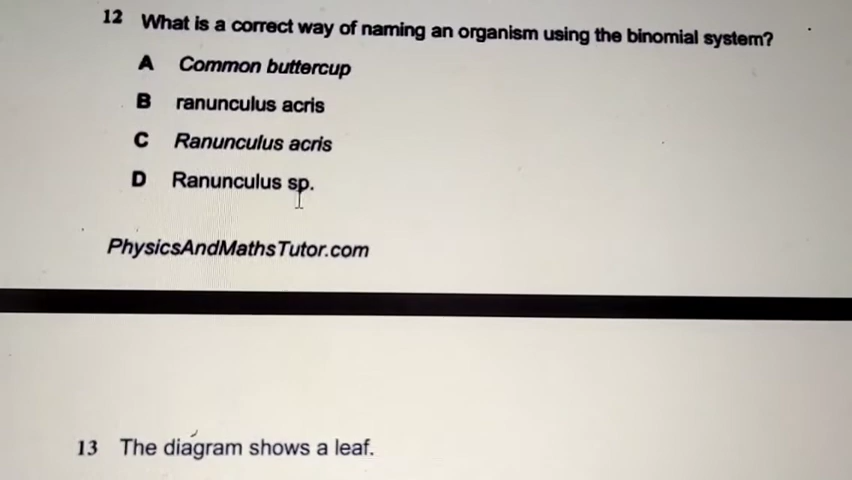 12 What is a correct way of naming an organism using the binomial system?
A Common buttercup
B ranunculus acris
C Ranunculus acris
D Ranunculus sp.
PhysicsAndMathsTutor.com
13 The diagram shows a leaf.